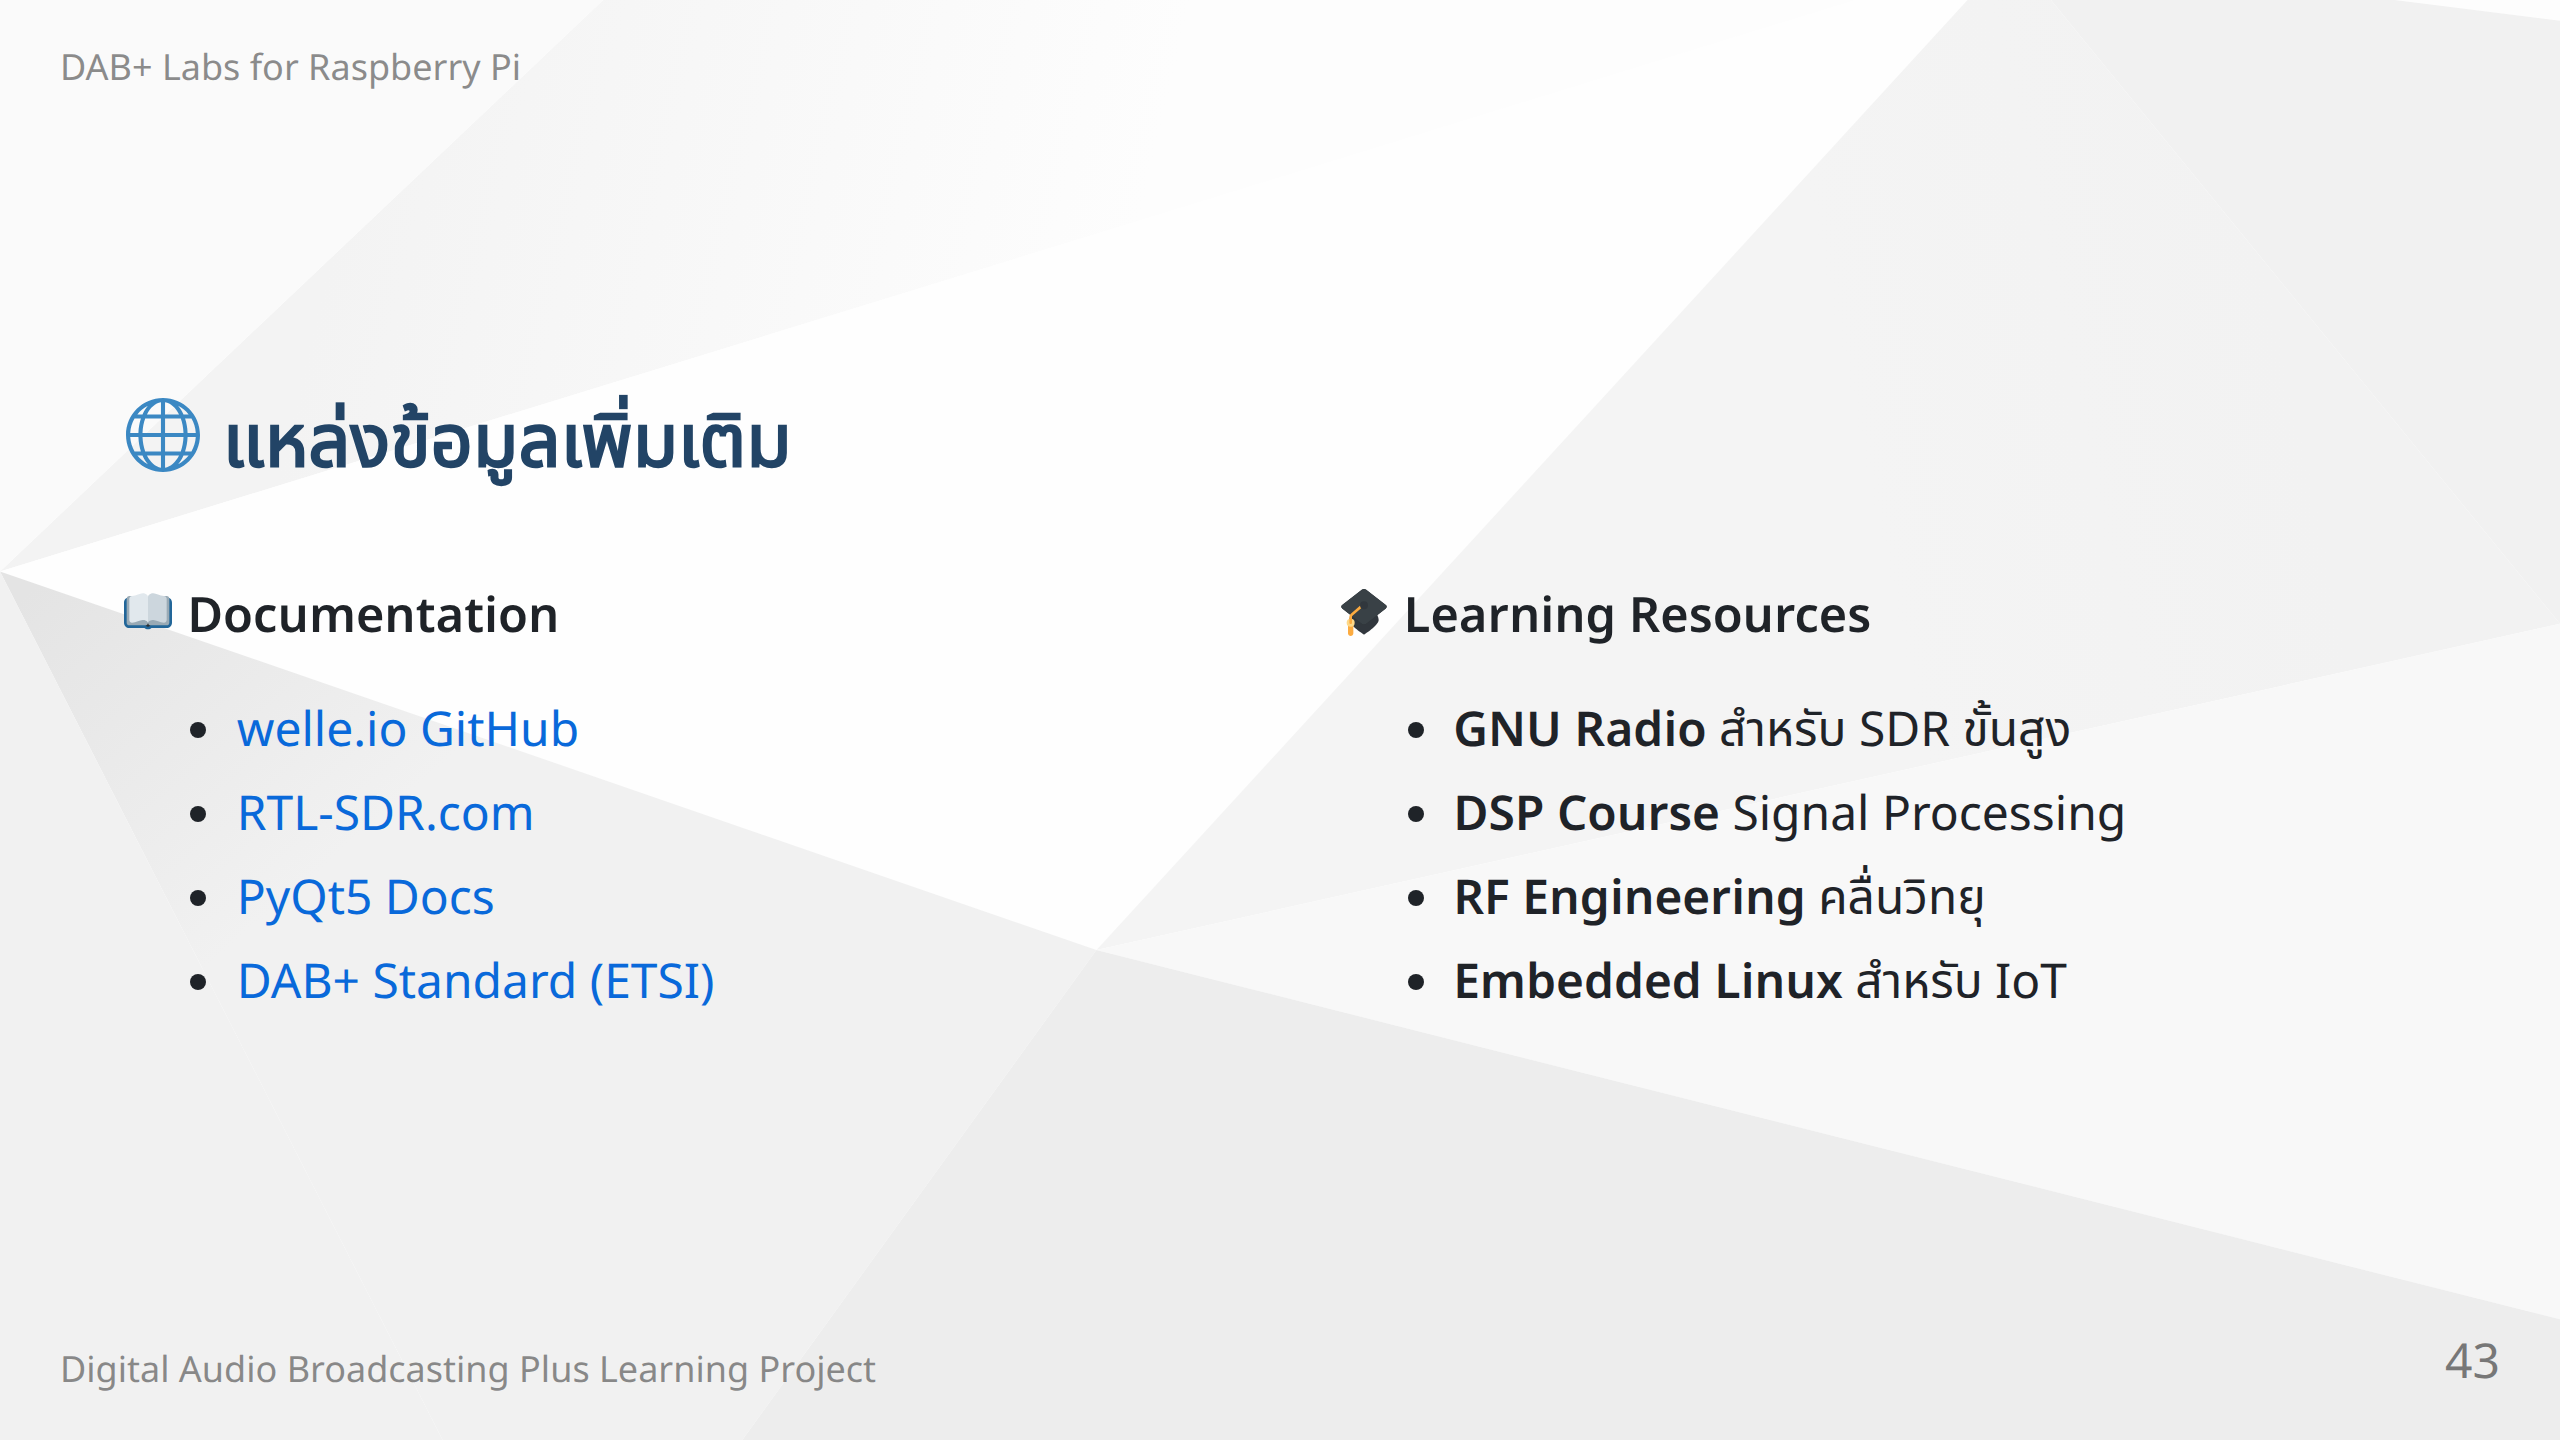 DAB+ Labs for Raspberry Pi
แหล่งข้อมูลเพิ่มเติม
Documentation
welle.io GitHub
RTL-SDR.com
PyQt5 Docs
DAB+ Standard (ETSI)
Learning Resources
GNU Radio สำหรับ SDR ขั้นสูง
DSP Course Signal Processing
RF Engineering คลื่นวิทยุ
Embedded Linux สำหรับ IoT
Digital Audio Broadcasting Plus Learning Project
43